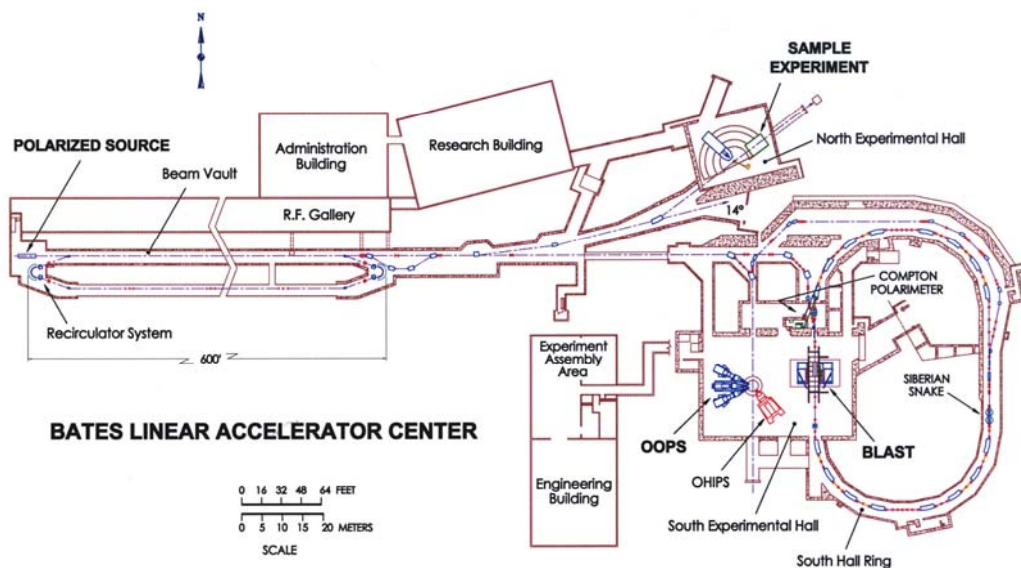 N
SAMPLE
EXPERIMENT
POLARIZED SOURCE
Beam Vault
Administration
Building
Research Building
North Experimental Hall
R.F. Gallery
14°
COMPTON
POLARIMETER
Recirculator System
600'
Experiment
Assembly
Area
SIBERIAN
SNAKE
BATES LINEAR ACCELERATOR CENTER
OOPS
BLAST
OHIPS
Engineering
Building
0 16 32 48 64 FEET
0 5 10 15 20 METERS
SCALE
South Experimental Hall
South Hall Ring